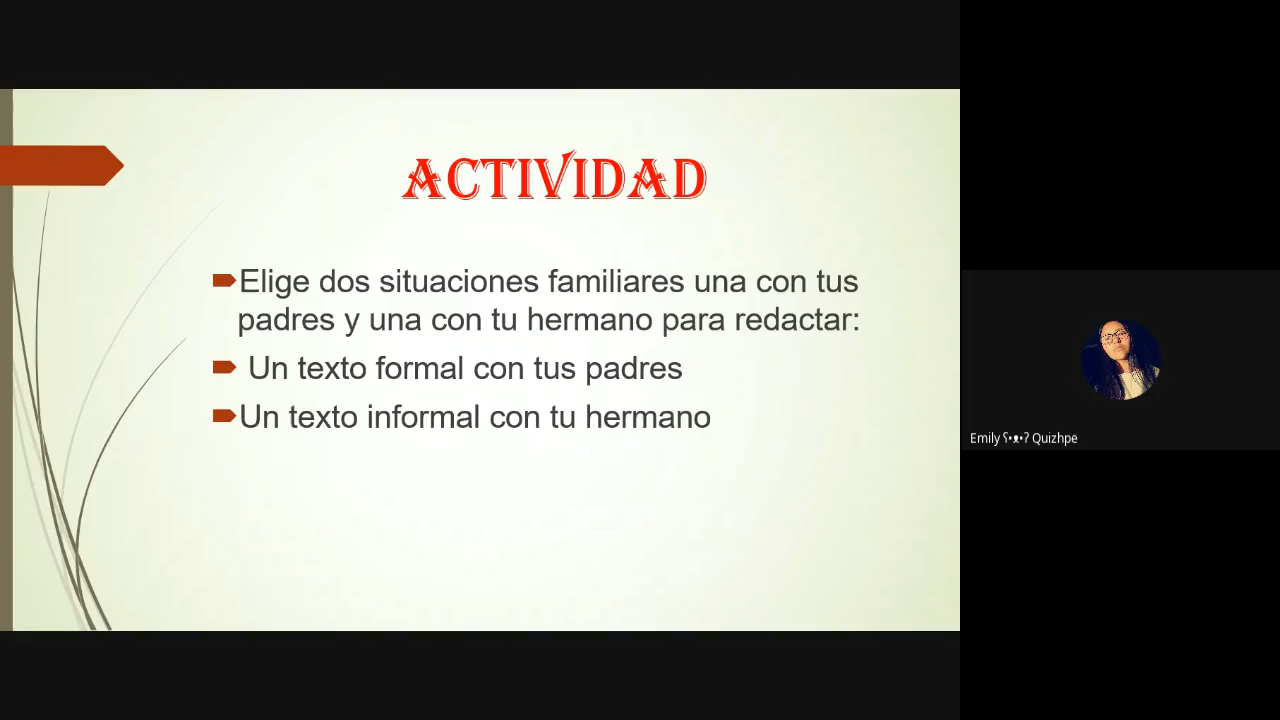 ACTIVIDAD
Elige dos situaciones familiares una con tus
padres y una con tu hermano para redactar:
Un texto formal con tus padres
Un texto informal con tu hermano
Emily ʕ•ᴥ•ʔ Quizhpe